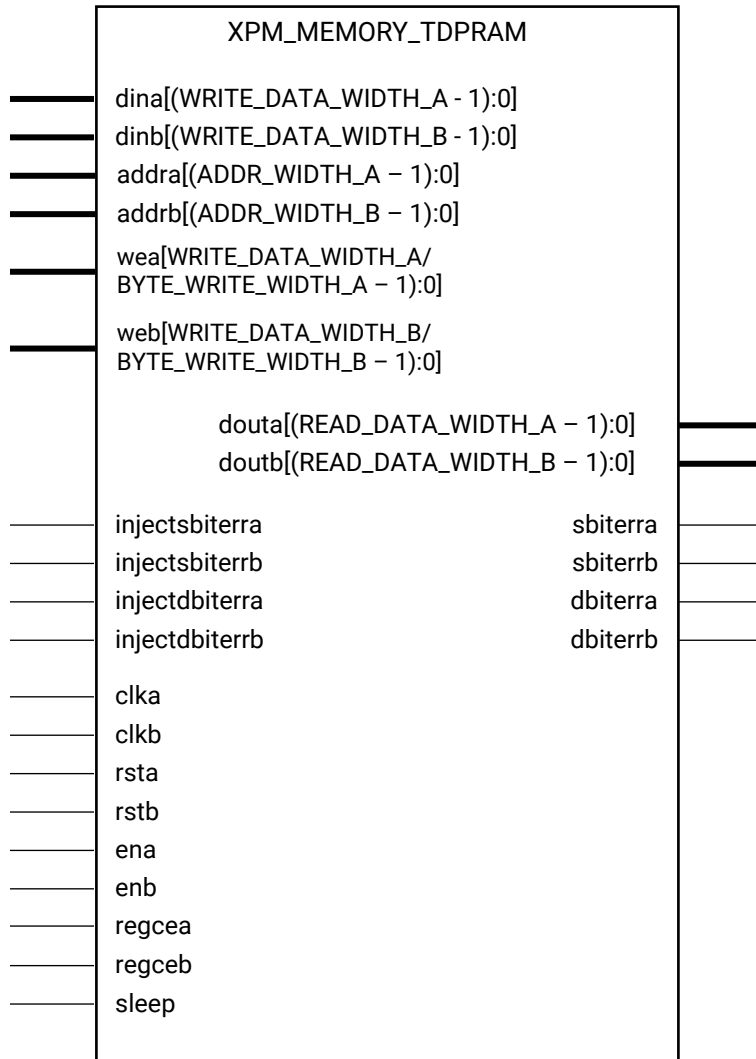 XPM_MEMORY_TDPRAM
dina[(WRITE_DATA_WIDTH_A - 1):0]
dinb[(WRITE_DATA_WIDTH_B - 1):0]
addra[(ADDR_WIDTH_A – 1):0]
addrb[(ADDR_WIDTH_B – 1):0]
wea[WRITE_DATA_WIDTH_A/
BYTE_WRITE_WIDTH_A – 1):0]
web[WRITE_DATA_WIDTH_B/
BYTE_WRITE_WIDTH_B – 1):0]
douta[(READ_DATA_WIDTH_A – 1):0]
doutb[(READ_DATA_WIDTH_B – 1):0]
injectsbiterra sbiterra
injectsbiterrb sbiterrb
injectdbiterra dbiterra
injectdbiterrb dbiterrb
clka
clkb
rsta
rstb
ena
enb
regcea
regceb
sleep